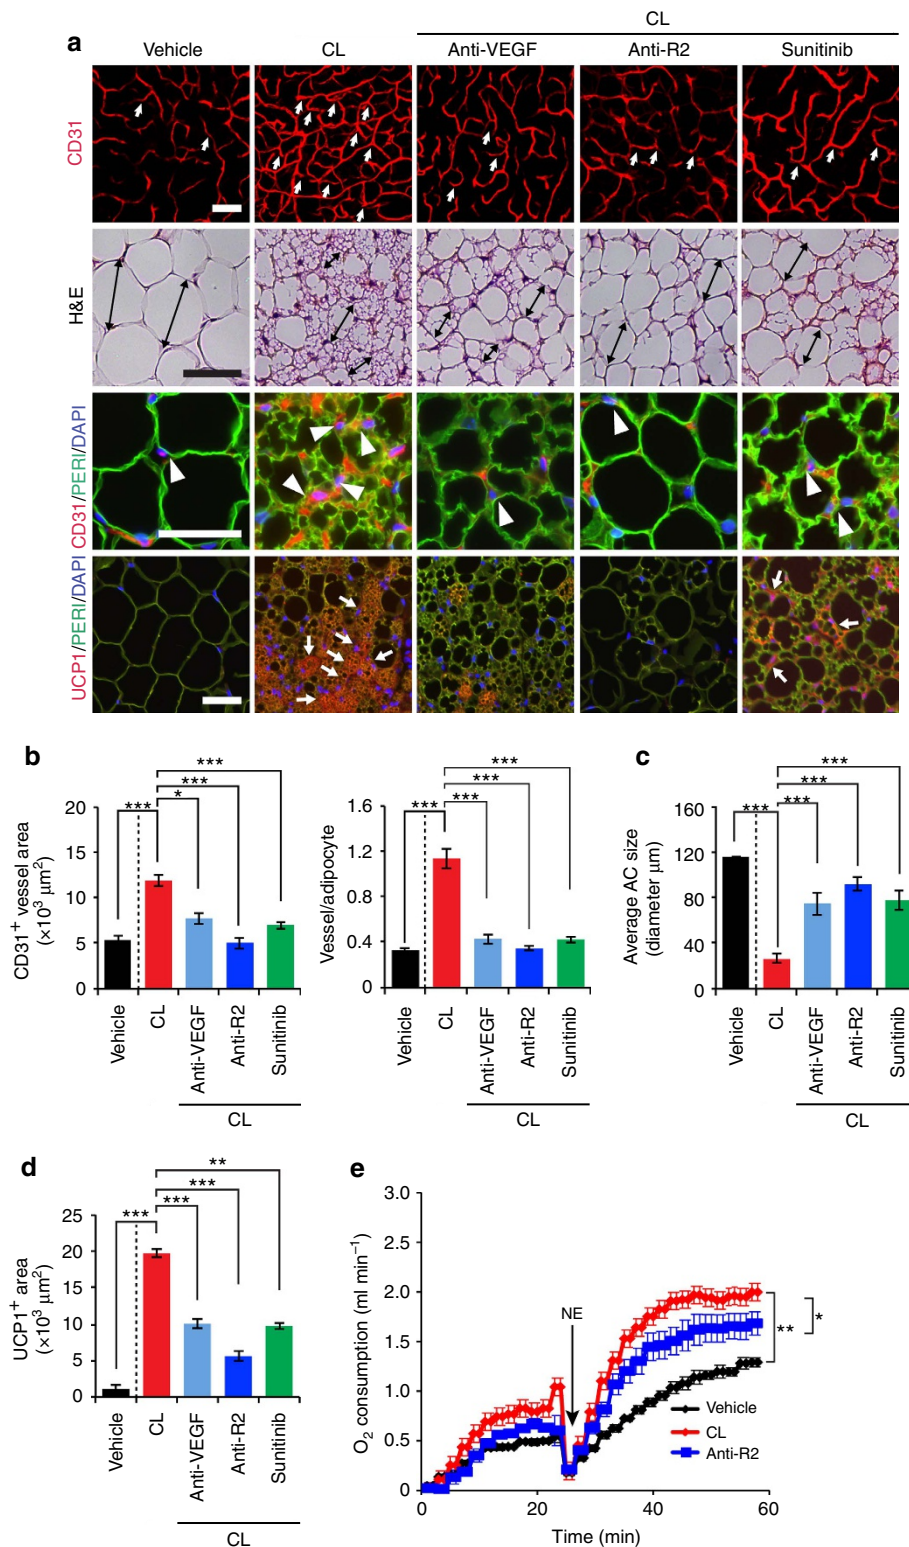 CL
a
Vehicle CL Anti-VEGF Anti-R2 Sunitinib
CD31
H&E
CD31/PERI/DAPI
UCP1/PERI/DAPI
b
CD31+ vessel area
(×10³ μm²)
20
15
10
5
0
***
*
***
***
Vehicle
CL
Anti-VEGF
Anti-R2
Sunitinib
CL
Vessel/adipocyte
1.6
1.2
0.8
0.4
0
***
***
***
***
Vehicle
CL
Anti-VEGF
Anti-R2
Sunitinib
CL
c
Average AC size
(diameter μm)
160
120
80
40
0
***
***
***
***
Vehicle
CL
Anti-VEGF
Anti-R2
Sunitinib
CL
d
UCP1+ area
(×10³ μm²)
25
20
15
10
5
0
***
***
***
**
Vehicle
CL
Anti-VEGF
Anti-R2
Sunitinib
CL
e
O₂ consumption (ml min⁻¹)
3.0
2.5
2.0
1.5
1.0
0.5
0
NE
**
*
Vehicle
CL
Anti-R2
0 20 40 60
Time (min)